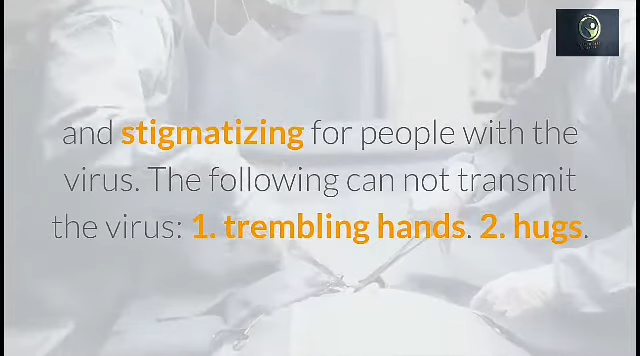 and stigmatizing for people with the
virus. The following can not transmit
the virus: 1. trembling hands. 2. hugs.